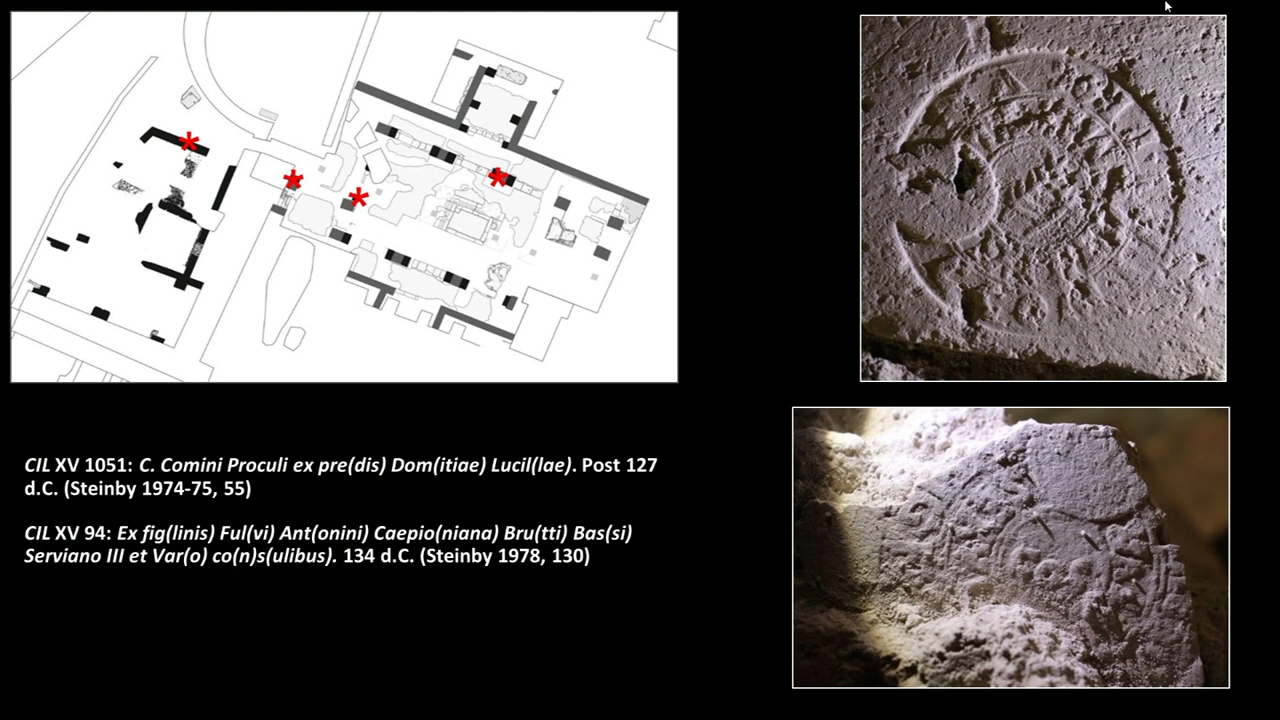 CIL XV 1051: C. Comini Proculi ex pre(dis) Dom(itiae) Lucil(lae). Post 127
d.C. (Steinby 1974-75, 55)
CIL XV 94: Ex fig(linis) Ful(vi) Ant(onini) Caepio(niana) Bru(tti) Bas(si)
Serviano III et Var(o) co(n)s(ulibus). 134 d.C. (Steinby 1978, 130)